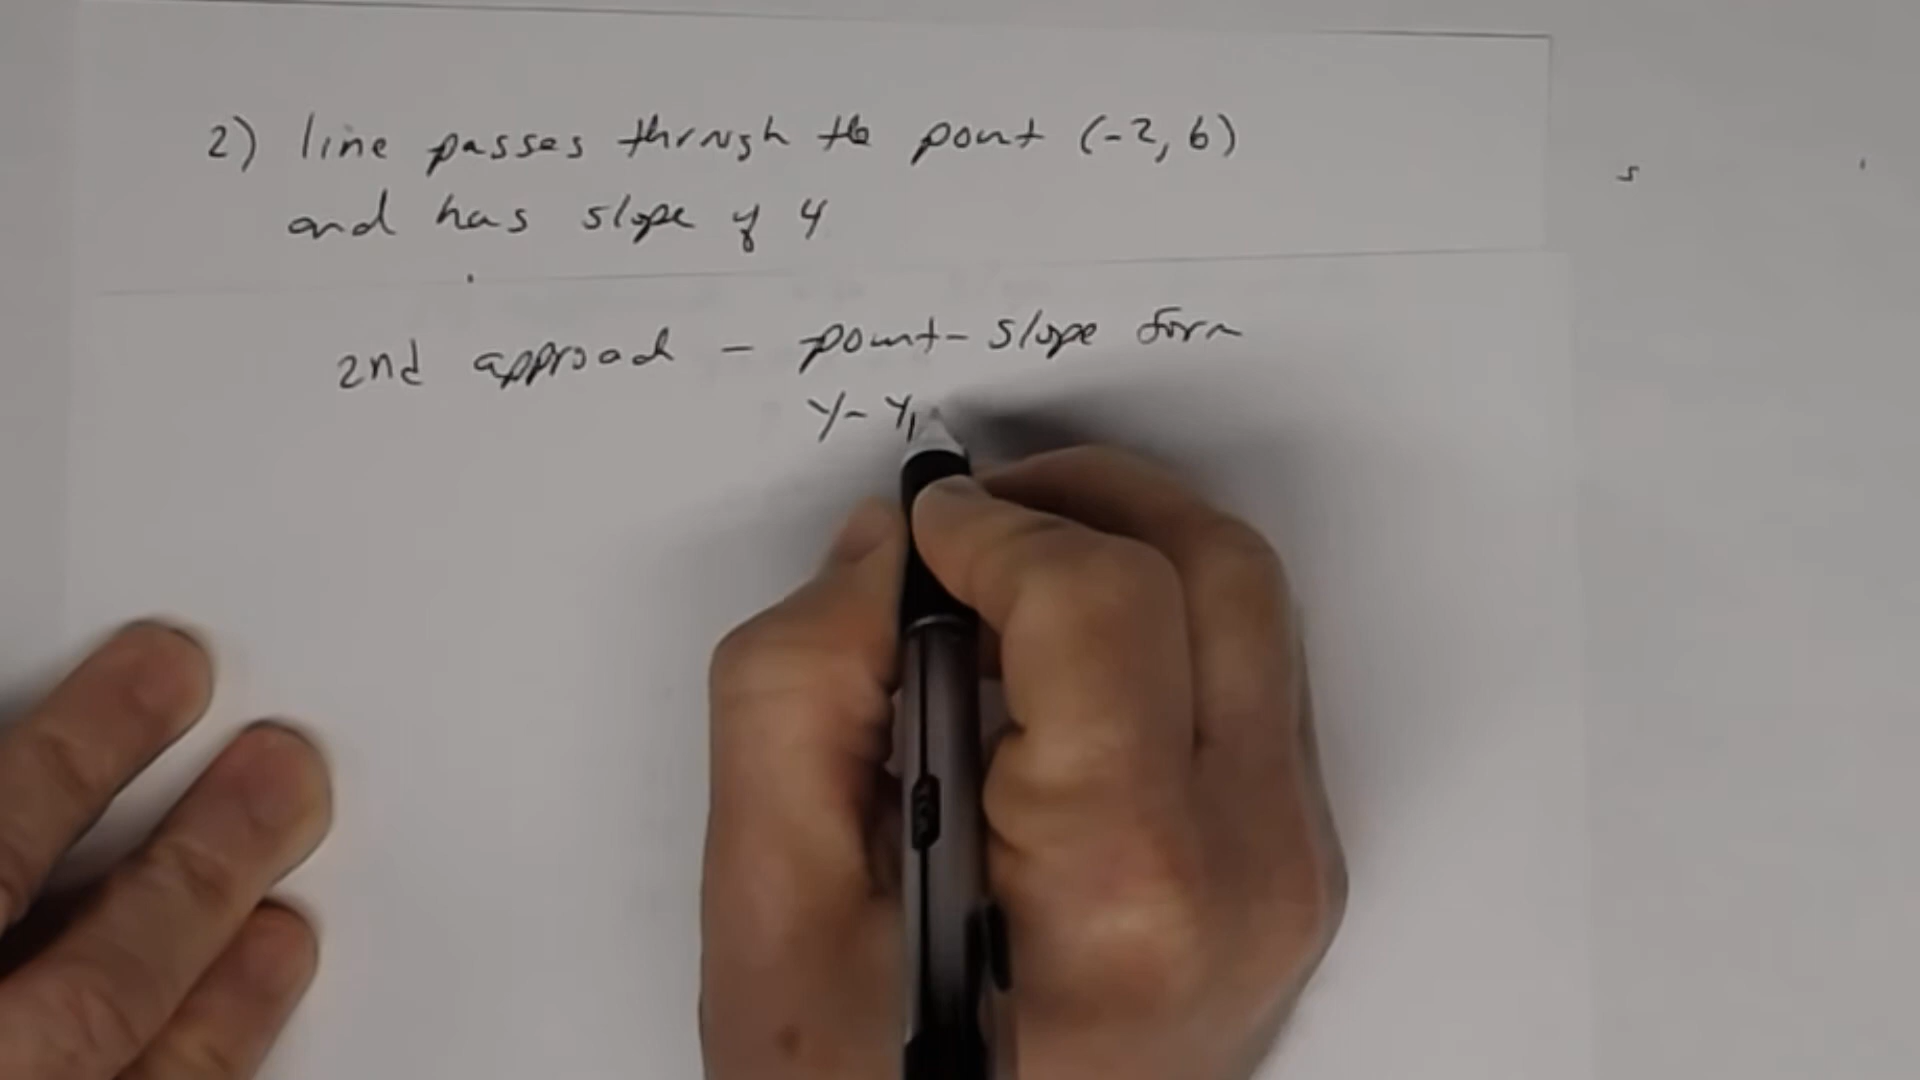 2) line passes through the point (-2, 6)
and has slope of 4
2nd approach - point-slope form
y - y₁